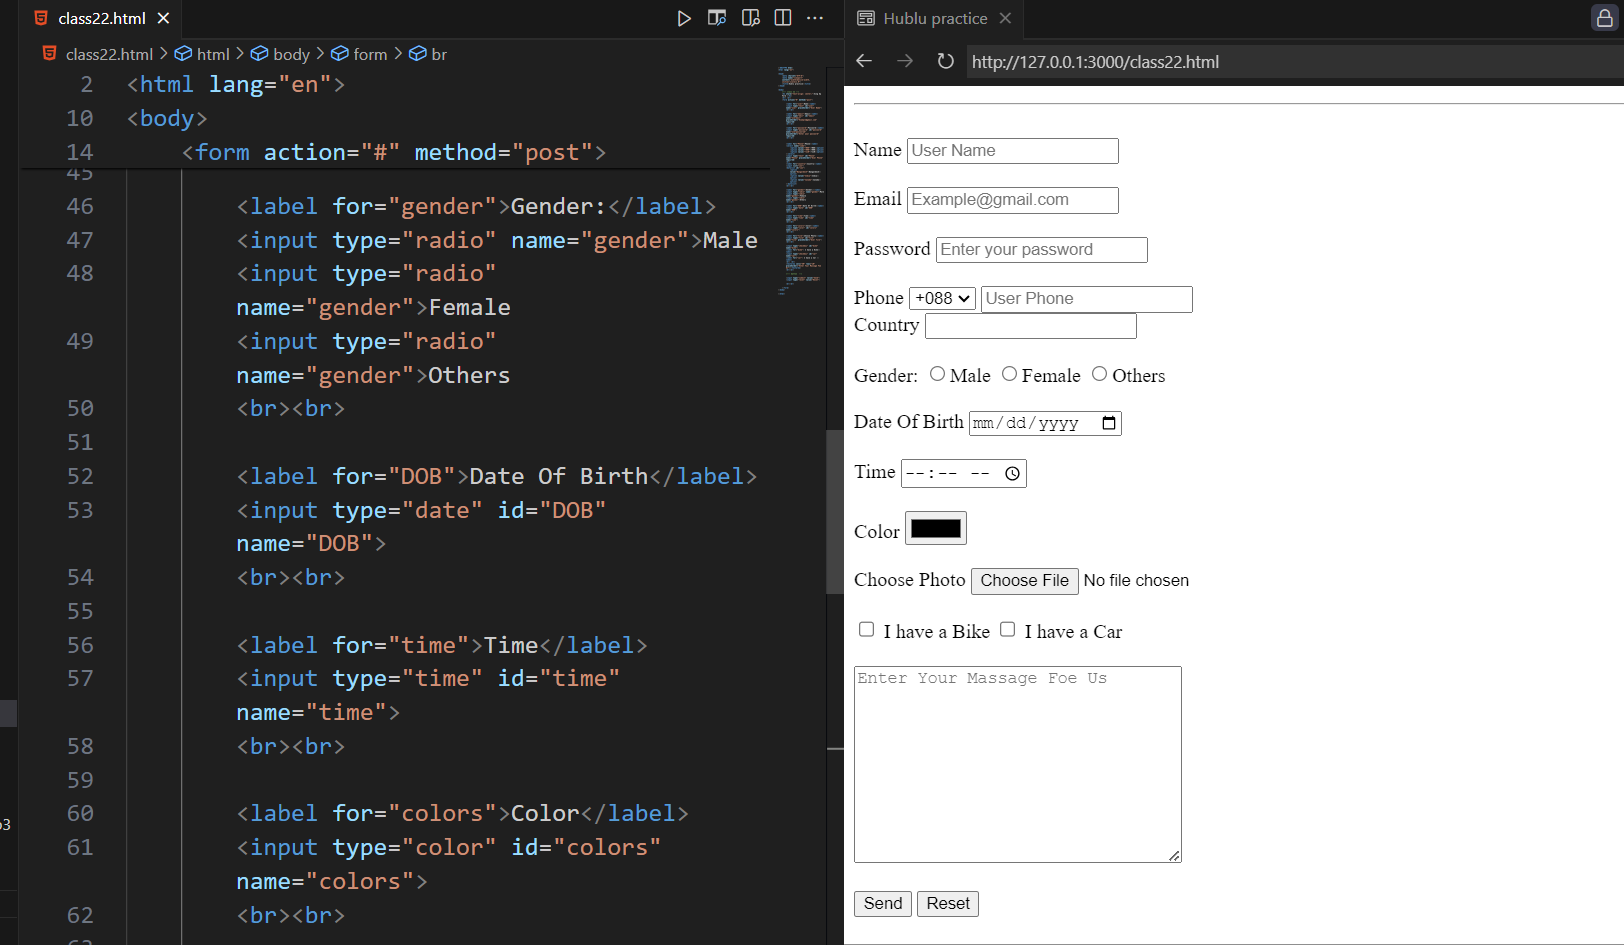 class22.html
class22.html > html > body > form > br
2 <html lang="en">
10 <body>
14 <form action="#" method="post">
45
46 <label for="gender">Gender:</label>
47 <input type="radio" name="gender">Male
48 <input type="radio"
name="gender">Female
49 <input type="radio"
name="gender">Others
50 <br><br>
51
52 <label for="DOB">Date Of Birth</label>
53 <input type="date" id="DOB"
name="DOB">
54 <br><br>
55
56 <label for="time">Time</label>
57 <input type="time" id="time"
name="time">
58 <br><br>
59
60 <label for="colors">Color</label>
61 <input type="color" id="colors"
name="colors">
62 <br><br>
Hublu practice
http://127.0.0.1:3000/class22.html
Name User Name
Email Example@gmail.com
Password Enter your password
Phone +088 User Phone
Country
Gender: Male Female Others
Date Of Birth mm/dd/yyyy
Time --:-- --
Color
Choose Photo Choose File No file chosen
I have a Bike I have a Car
Enter Your Massage Foe Us
Send Reset